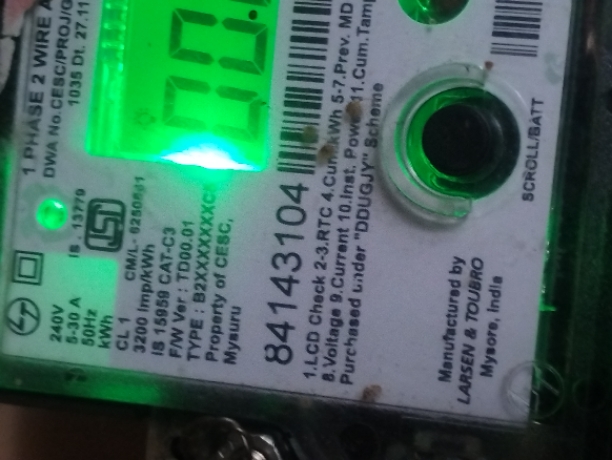 1 PHASE 2 WIRE A
DWA No.CESC/PROJ/G
1035 Dt. 27.11
00.
IS 13779
ISI
CM/L-
240V
5-30 A
50Hz
kWh
CL 1
3200 Imp/kWh
IS 15959 CAT-C3
F/W Ver : TD00.01
TYPE : B2XXXXXXXC
Property of CESC,
Mysuru
84143104
1.LCD Check 2-3.RTC 4.Cum.kWh 5-7.Prev. MD
8.Voltage 9.Current 10.Inst. Power 11.Cum.Tamp
Purchased under "DDUGJY" Scheme
SCROLL/BATT
Manufactured by
LARSEN & TOUBRO
Mysore, India